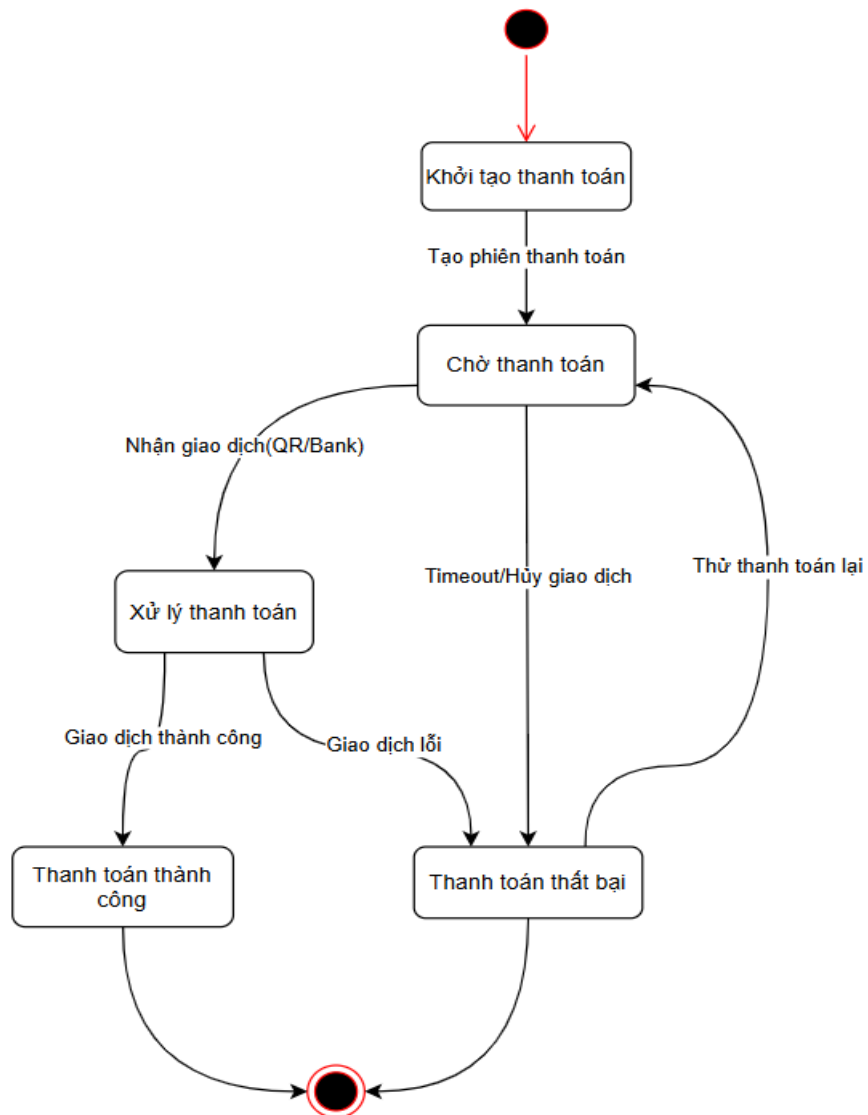 Khởi tạo thanh toán
Tạo phiên thanh toán
Chờ thanh toán
Nhận giao dịch(QR/Bank)
Timeout/Hủy giao dịch
Thử thanh toán lại
Xử lý thanh toán
Giao dịch thành công
Giao dịch lỗi
Thanh toán thành
công
Thanh toán thất bại